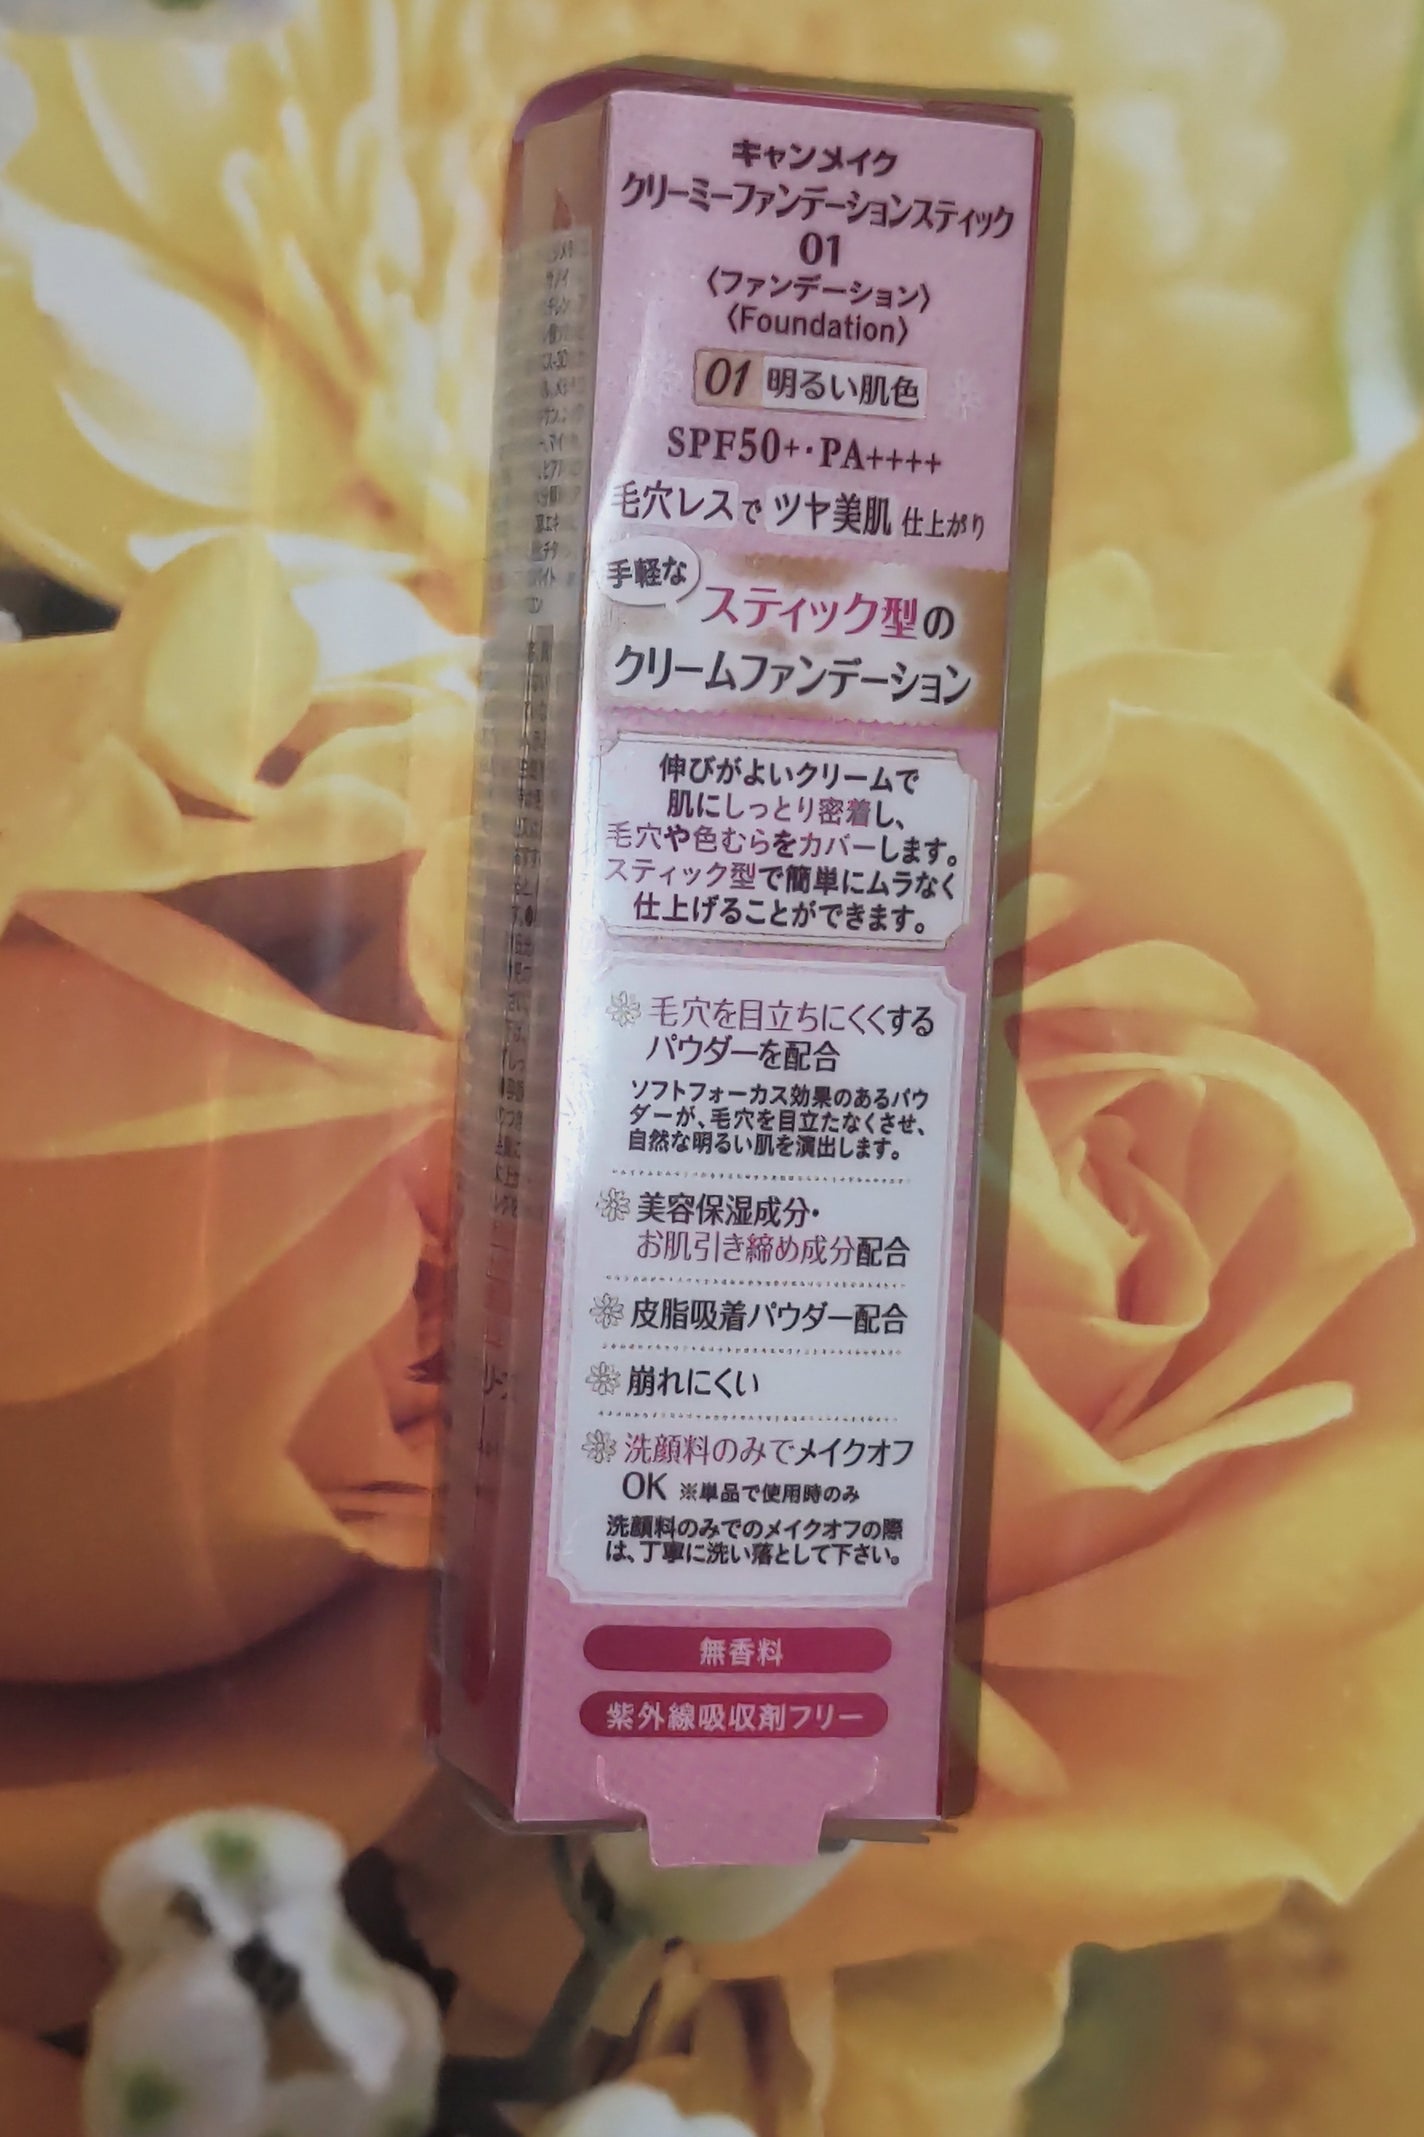 キャンメイク
クリーミーファンデーションスティック
01
〈ファンデーション〉
〈Foundation〉
01 明るい肌色
SPF50+・PA++++
毛穴レスで ツヤ美肌 仕上がり
手軽な
スティック型の
クリームファンデーション
伸びがよいクリームで
肌にしっとり密着し、
毛穴や色むらをカバーします。
スティック型で簡単にムラなく
仕上げることができます。
毛穴を目立ちにくくする
パウダーを配合
ソフトフォーカス効果のあるパウ
ダーが、毛穴を目立たなくさせ、
自然な明るい肌を演出します。
美容保湿成分・
お肌引き締め成分配合
皮脂吸着パウダー配合
崩れにくい
洗顔料のみでメイクオフ
OK ※単品で使用時のみ
洗顔料のみでのメイクオフの際
は、丁寧に洗い落として下さい。
無香料
紫外線吸収剤フリー